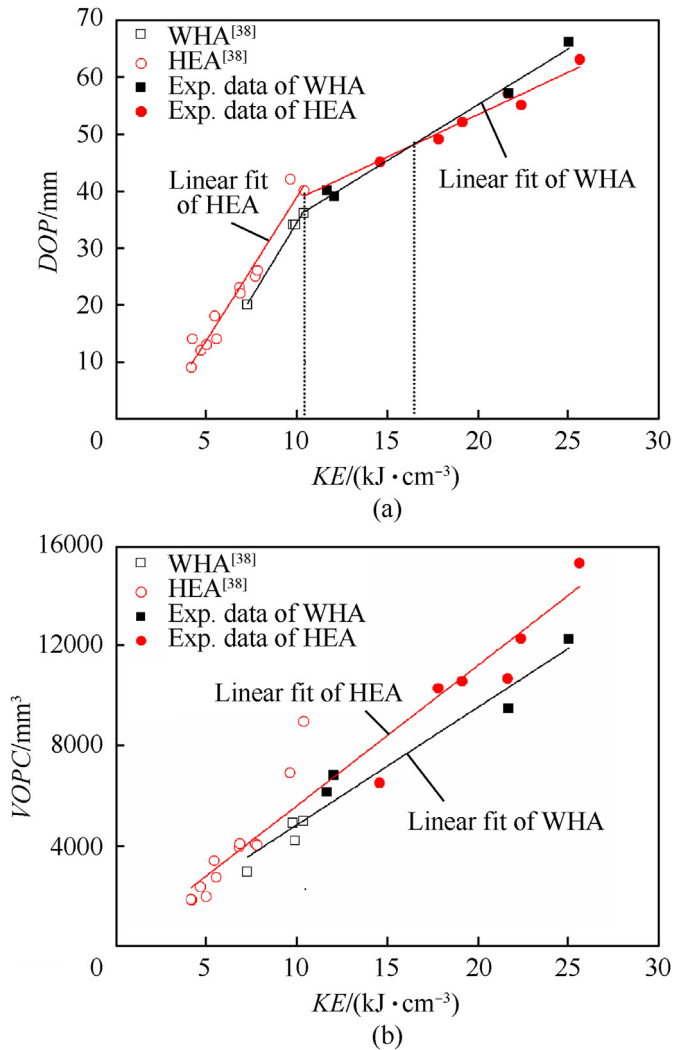 70
60
50
40
30
20
10
0
DOP/mm
WHA[38]
HEA[38]
Exp. data of WHA
Exp. data of HEA
Linear fit
of HEA
Linear fit of WHA
5
10
15
20
25
30
KE/(kJ·cm⁻³)
(a)
16000
12000
8000
4000
0
VOPC/mm³
WHA[38]
HEA[38]
Exp. data of WHA
Exp. data of HEA
Linear fit of HEA
Linear fit of WHA
5
10
15
20
25
30
KE/(kJ·cm⁻³)
(b)